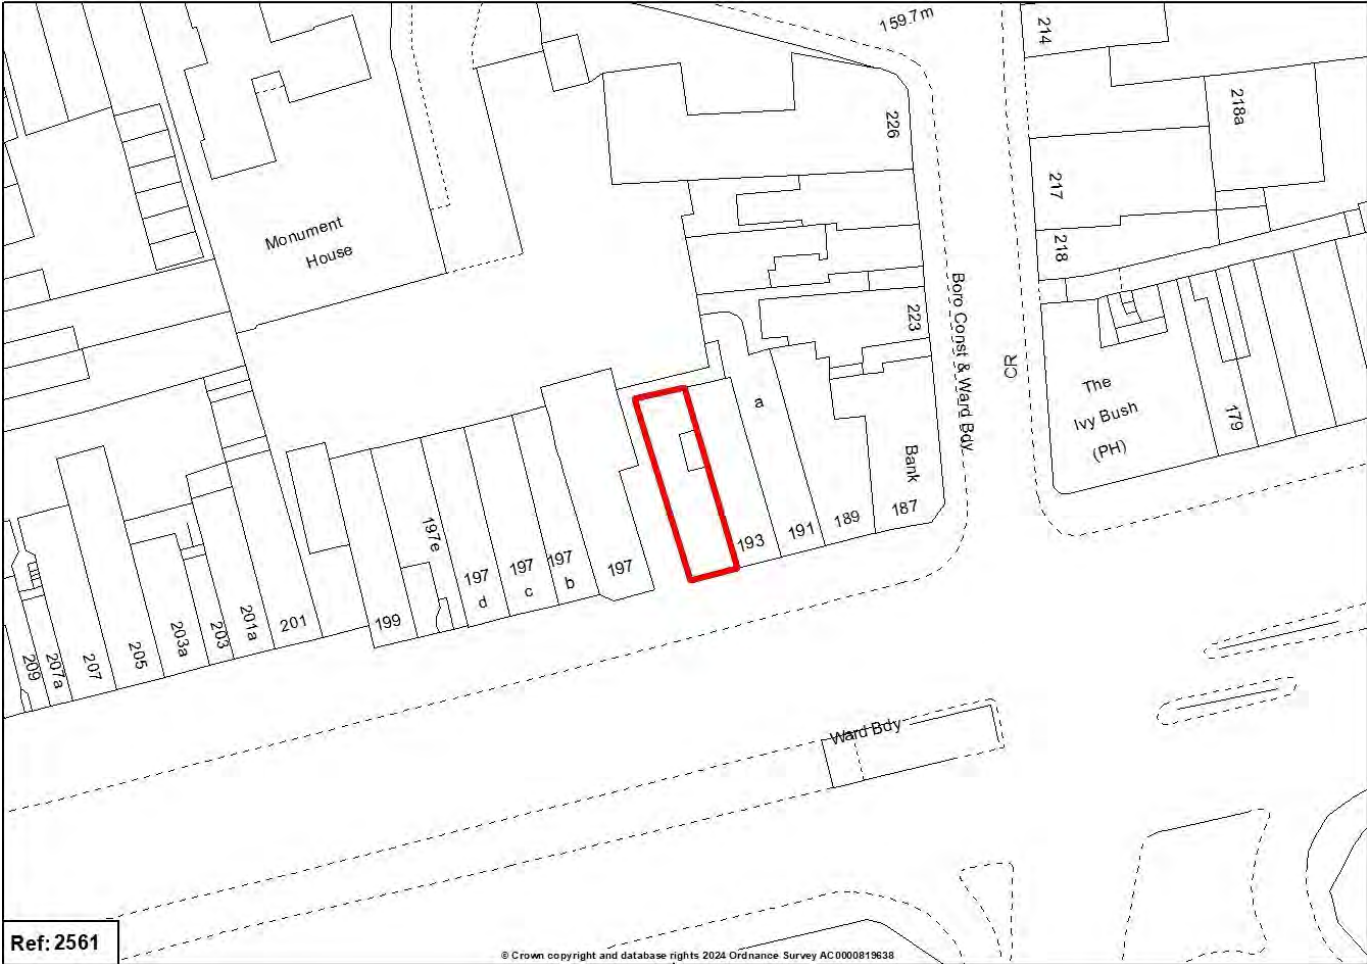 159.7m
214
226
218a
217
218
Monument
House
Boro Const & Ward Bdy
223
CR
The
Ivy Bush
(PH)
179
a
Bank
187
189
191
193
197
197
b
197
c
197
d
197e
199
201
201a
203
203a
205
207
207a
209
Ward Bdy
Ref: 2561
© Crown copyright and database rights 2024 Ordnance Survey AC0000819638